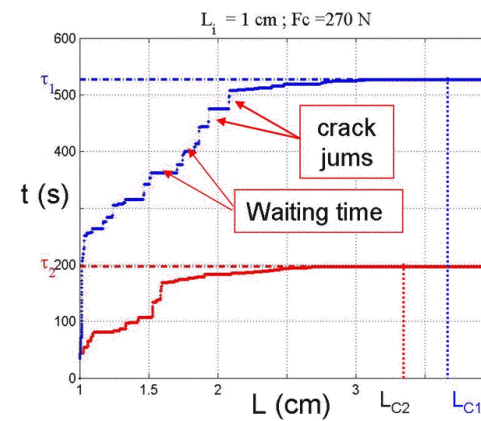 L_i = 1 cm ; Fc =270 N
600
τ_1
500
crack
jums
400
t (s)
Waiting time
τ_2
200
100
0
1
1.5
2
3
L (cm)
L_C2
L_C1